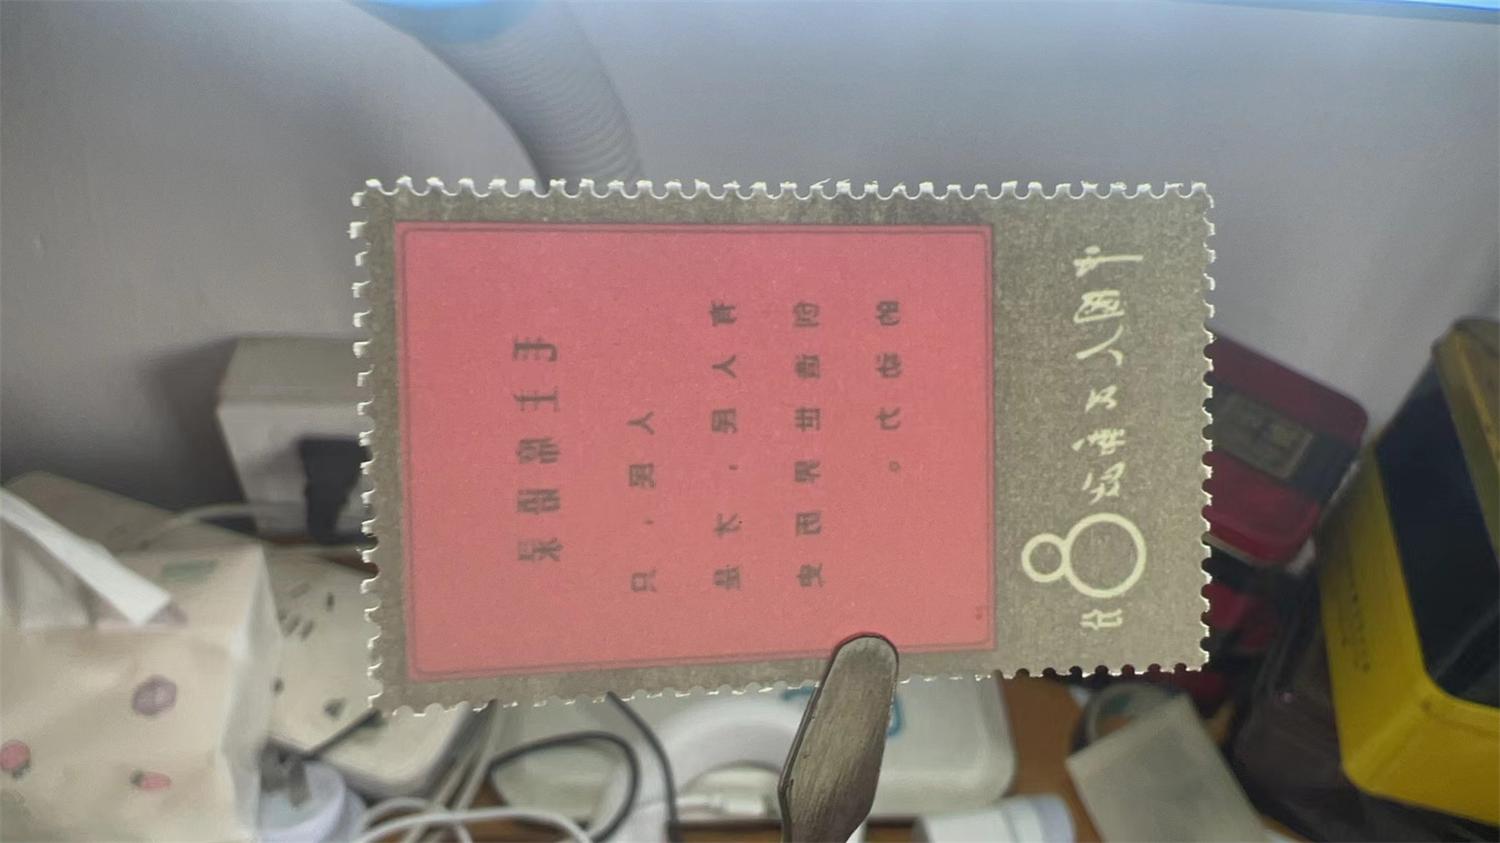 毛主席语录
人民，只
有人民，才是
创造世界历史
的动力。
中国人民邮政
8分